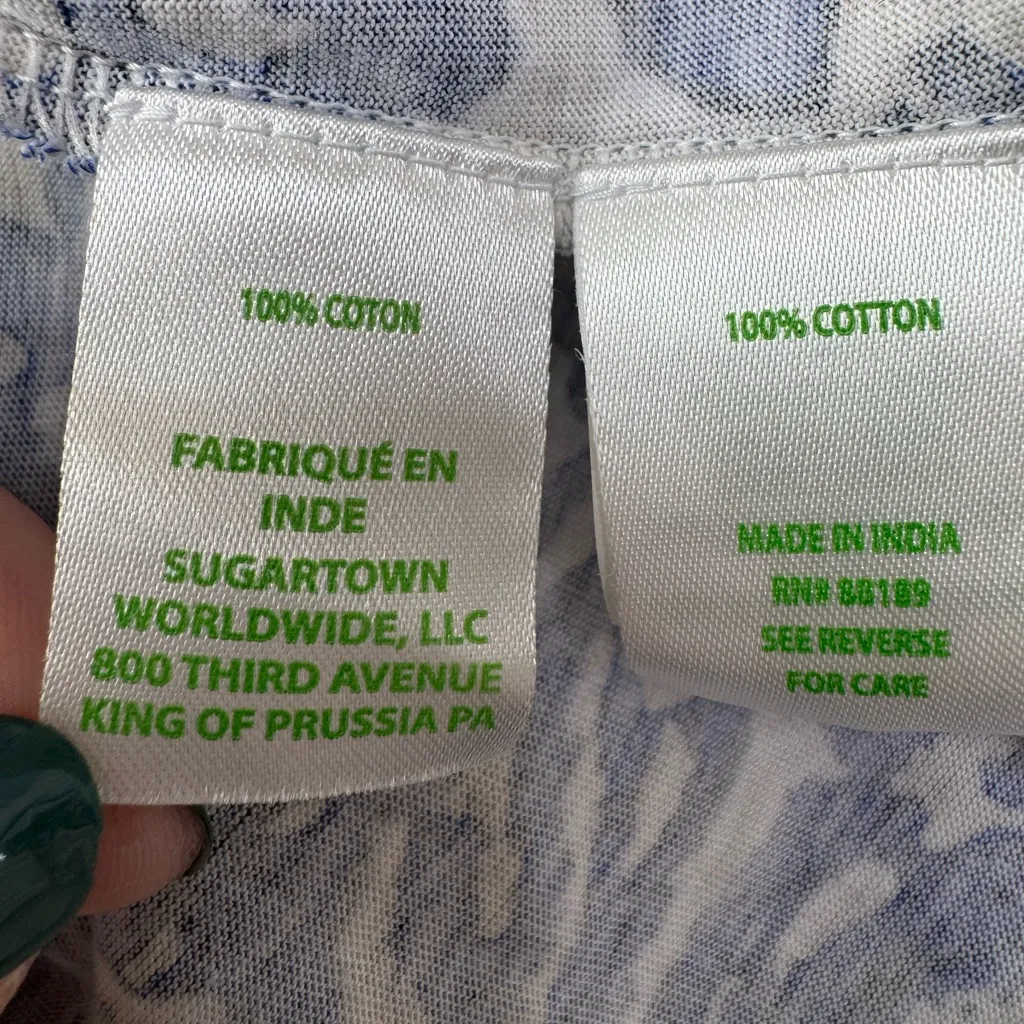 100% COTON
FABRIQUÉ EN
INDE
SUGARTOWN
WORLDWIDE, LLC
800 THIRD AVENUE
KING OF PRUSSIA PA
100% COTTON
MADE IN INDIA
RN# 88189
SEE REVERSE
FOR CARE